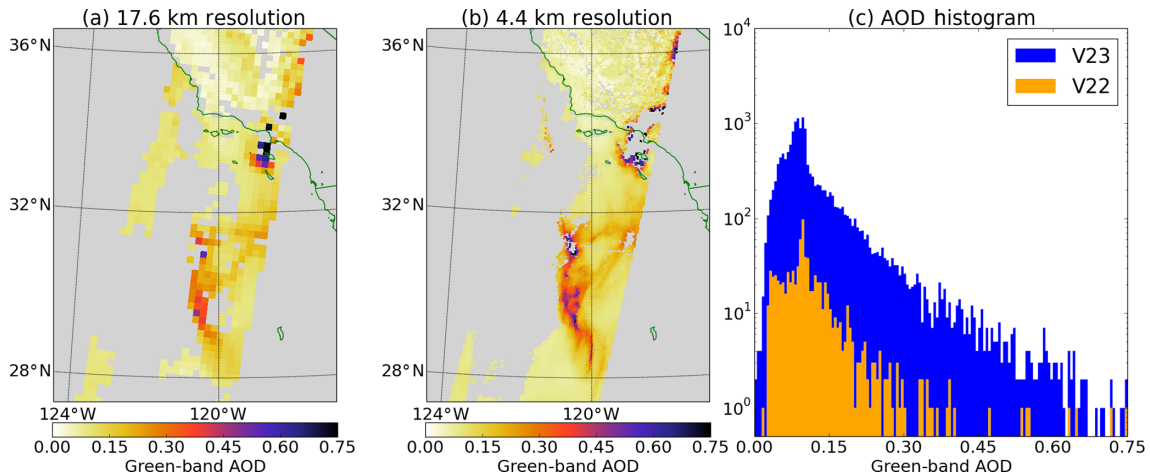 (a) 17.6 km resolution
36°N
32°N
28°N
124°W 120°W
0.00 0.15 0.30 0.45 0.60 0.75
Green-band AOD
(b) 4.4 km resolution
36°N
32°N
28°N
124°W 120°W
0.00 0.15 0.30 0.45 0.60 0.75
Green-band AOD
(c) AOD histogram
V23
V22
10⁴
10³
10²
10¹
10⁰
0.00 0.15 0.30 0.45 0.60 0.75
Green-band AOD